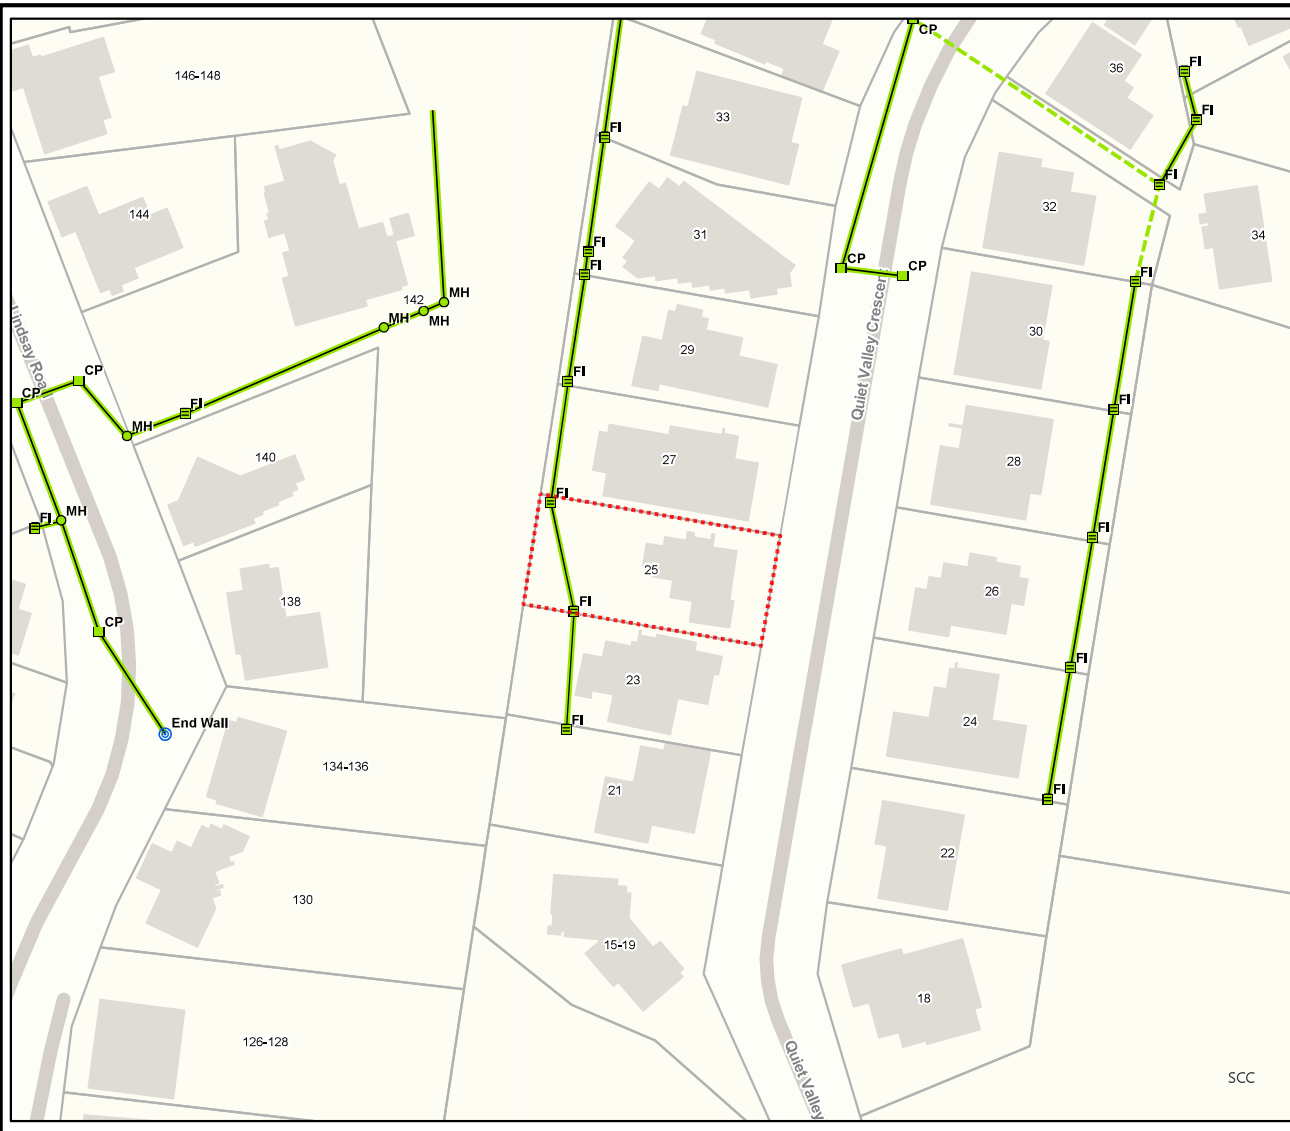 CP
36
FI
146-148
33
FI
FI
FI
32
144
31
34
FI
CP
CP
FI
FI
MH
142
MH
MH
30
Quiet Valley Crescent
29
Lindsay Roa
CP
CP
FI
FI
FI
MH
140
27
28
FI
MH
FI
FI
25
26
138
FI
CP
23
FI
24
End Wall
FI
134-136
21
FI
22
130
15-19
18
126-128
Quiet Valley
SCC